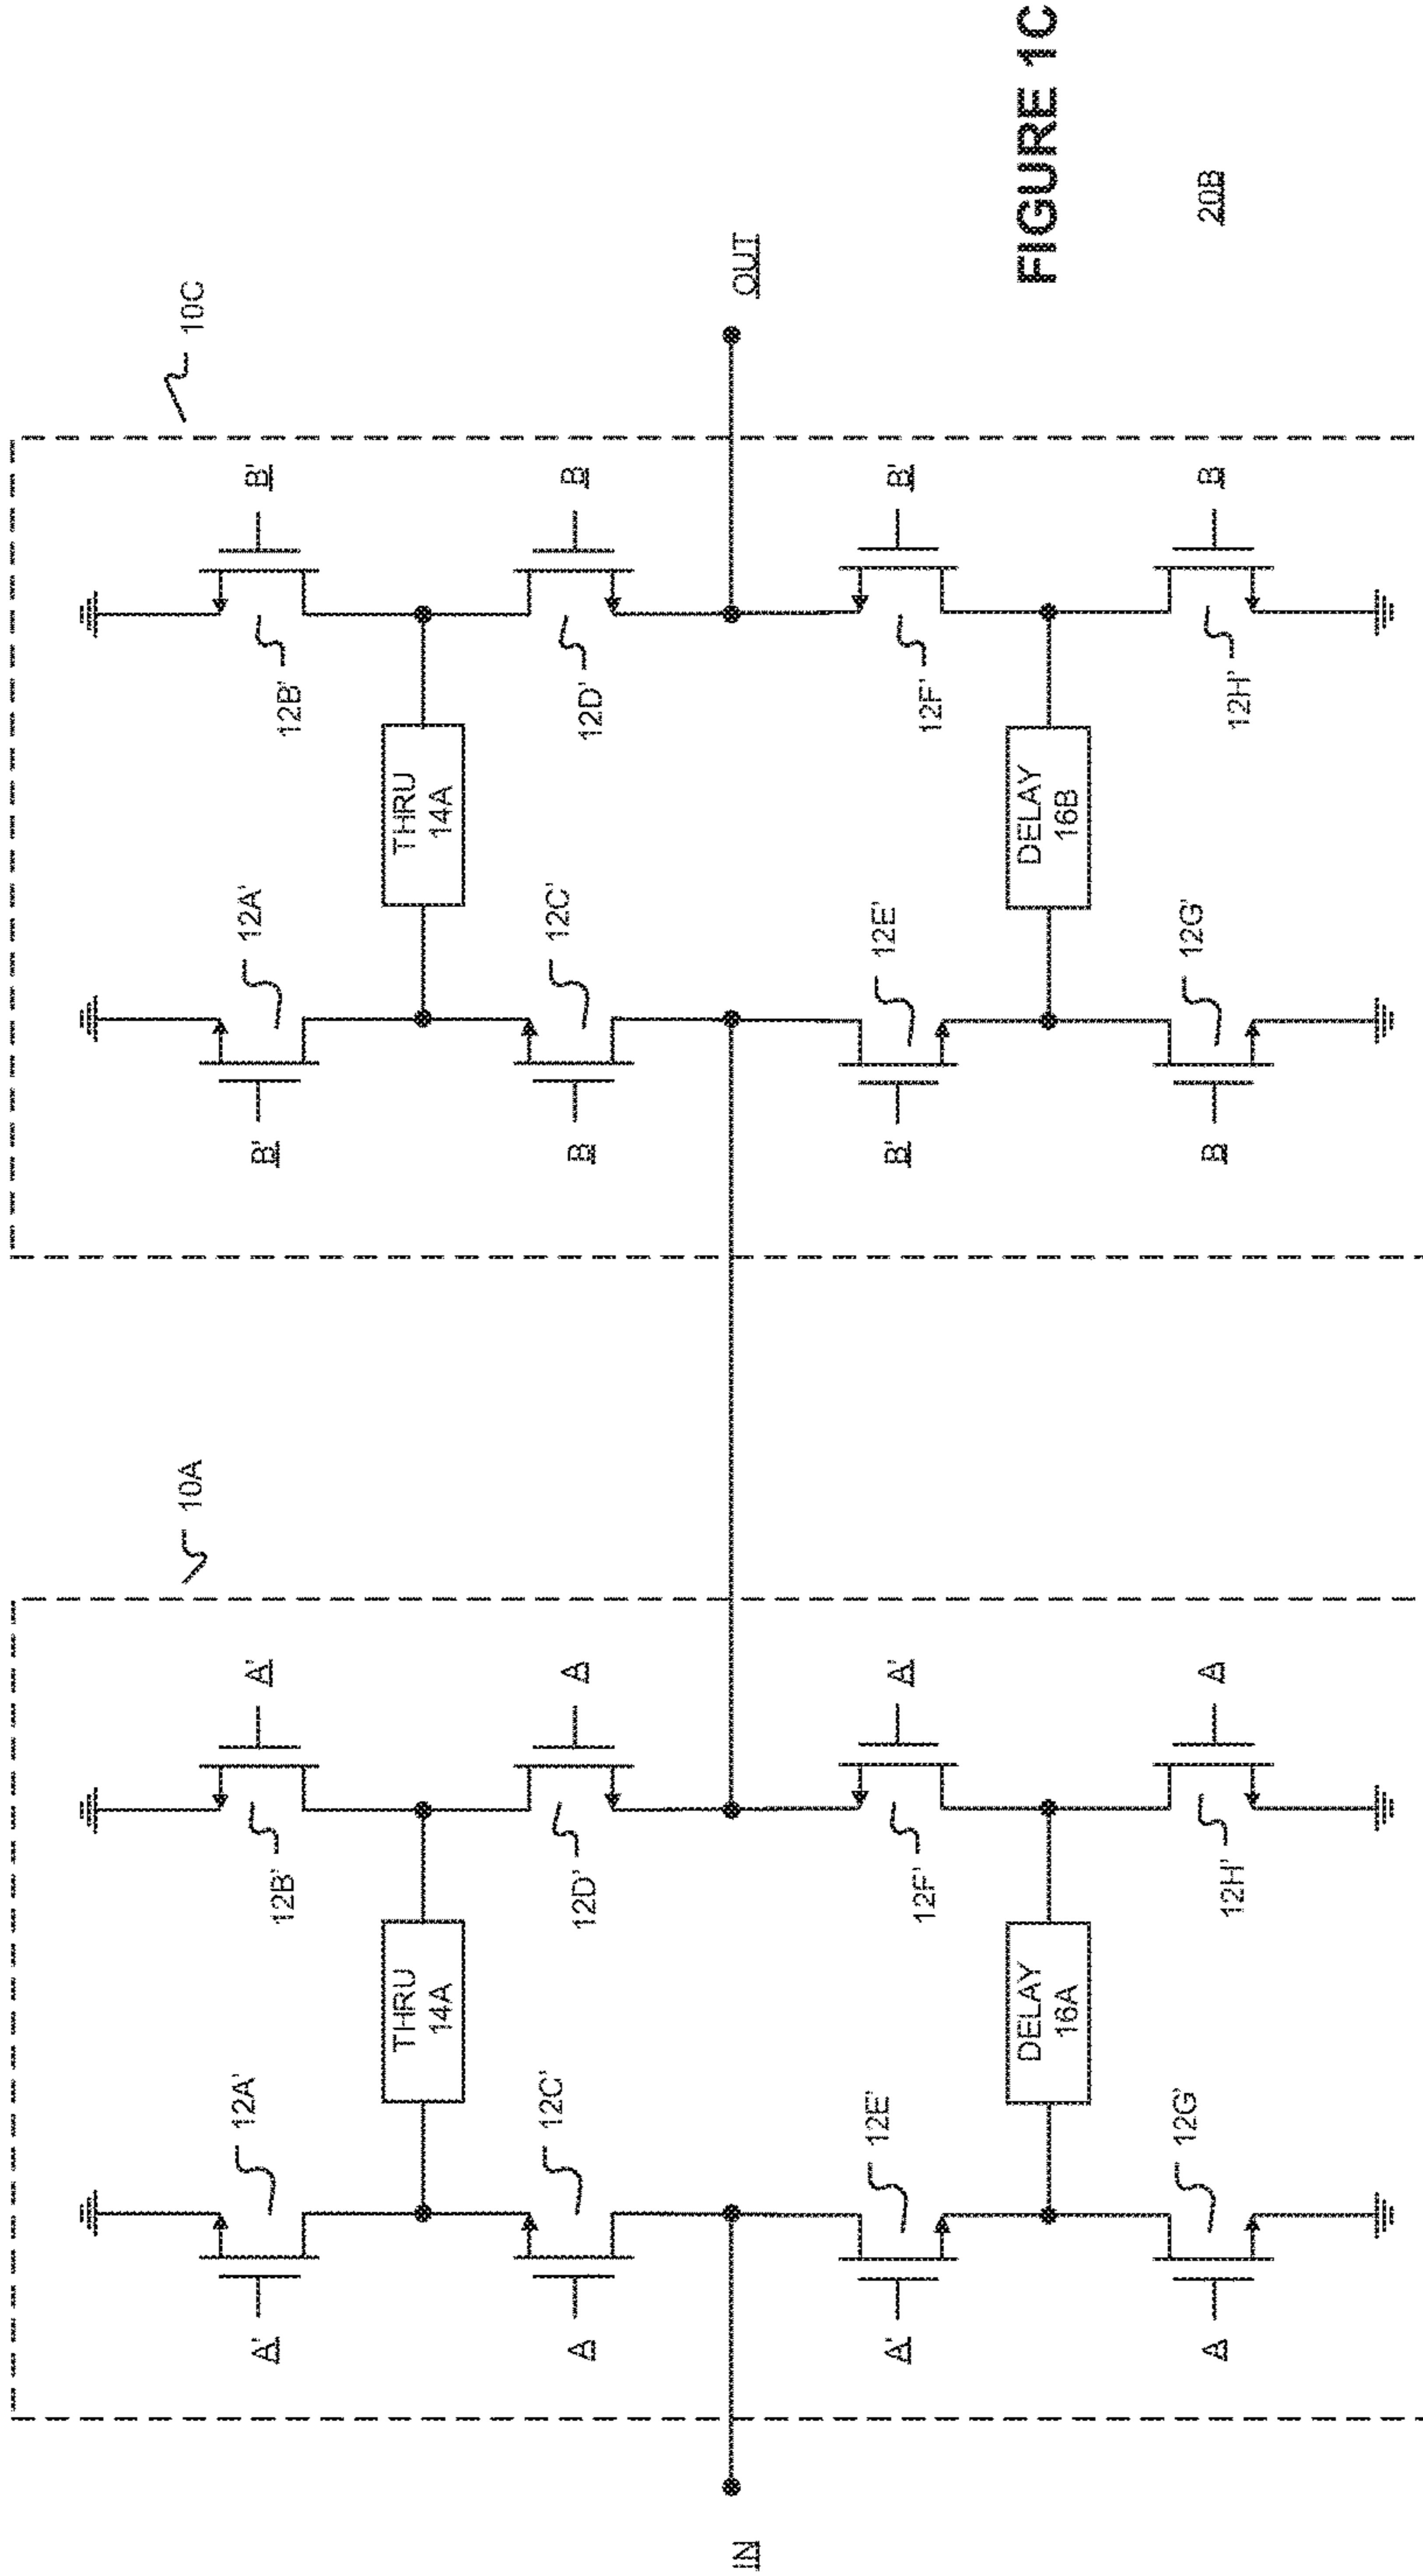 10A
10C
A'
12A'
12B'
A'
B'
12A'
12B'
B'
THRU
14A
THRU
14A
A
12C'
12D'
A
B
12C'
12D'
B
IN
OUT
A'
12E'
12F'
A'
B'
12E'
12F'
B'
DELAY
16A
DELAY
16B
A
12G'
12H'
A
B
12G'
12H'
B
FIGURE 1C
20B